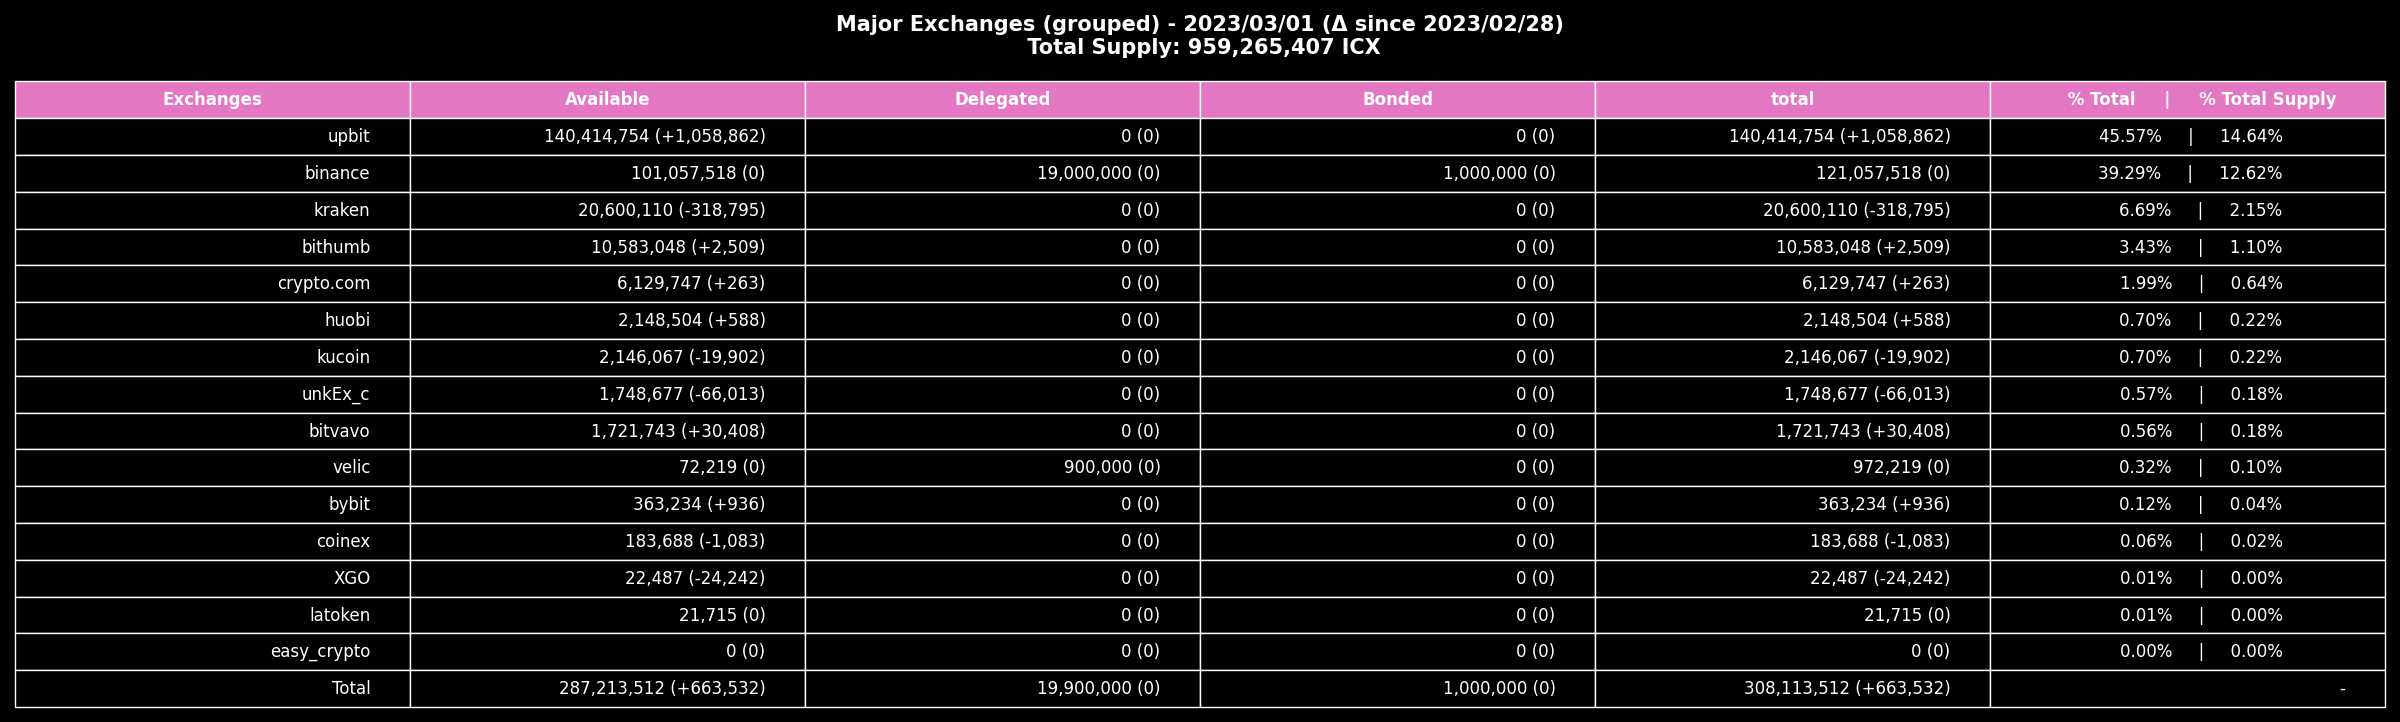 Major Exchanges (grouped) - 2023/03/01 (Δ since 2023/02/28)
Total Supply: 959,265,407 ICX
Exchanges Available Delegated Bonded total % Total | % Total Supply
upbit 140,414,754 (+1,058,862) 0 (0) 0 (0) 140,414,754 (+1,058,862) 45.57% | 14.64%
binance 101,057,518 (0) 19,000,000 (0) 1,000,000 (0) 121,057,518 (0) 39.29% | 12.62%
kraken 20,600,110 (-318,795) 0 (0) 0 (0) 20,600,110 (-318,795) 6.69% | 2.15%
bithumb 10,583,048 (+2,509) 0 (0) 0 (0) 10,583,048 (+2,509) 3.43% | 1.10%
crypto.com 6,129,747 (+263) 0 (0) 0 (0) 6,129,747 (+263) 1.99% | 0.64%
huobi 2,148,504 (+588) 0 (0) 0 (0) 2,148,504 (+588) 0.70% | 0.22%
kucoin 2,146,067 (-19,902) 0 (0) 0 (0) 2,146,067 (-19,902) 0.70% | 0.22%
unkEx_c 1,748,677 (-66,013) 0 (0) 0 (0) 1,748,677 (-66,013) 0.57% | 0.18%
bitvavo 1,721,743 (+30,408) 0 (0) 0 (0) 1,721,743 (+30,408) 0.56% | 0.18%
velic 72,219 (0) 900,000 (0) 0 (0) 972,219 (0) 0.32% | 0.10%
bybit 363,234 (+936) 0 (0) 0 (0) 363,234 (+936) 0.12% | 0.04%
coinex 183,688 (-1,083) 0 (0) 0 (0) 183,688 (-1,083) 0.06% | 0.02%
XGO 22,487 (-24,242) 0 (0) 0 (0) 22,487 (-24,242) 0.01% | 0.00%
latoken 21,715 (0) 0 (0) 0 (0) 21,715 (0) 0.01% | 0.00%
easy_crypto 0 (0) 0 (0) 0 (0) 0 (0) 0.00% | 0.00%
Total 287,213,512 (+663,532) 19,900,000 (0) 1,000,000 (0) 308,113,512 (+663,532) -